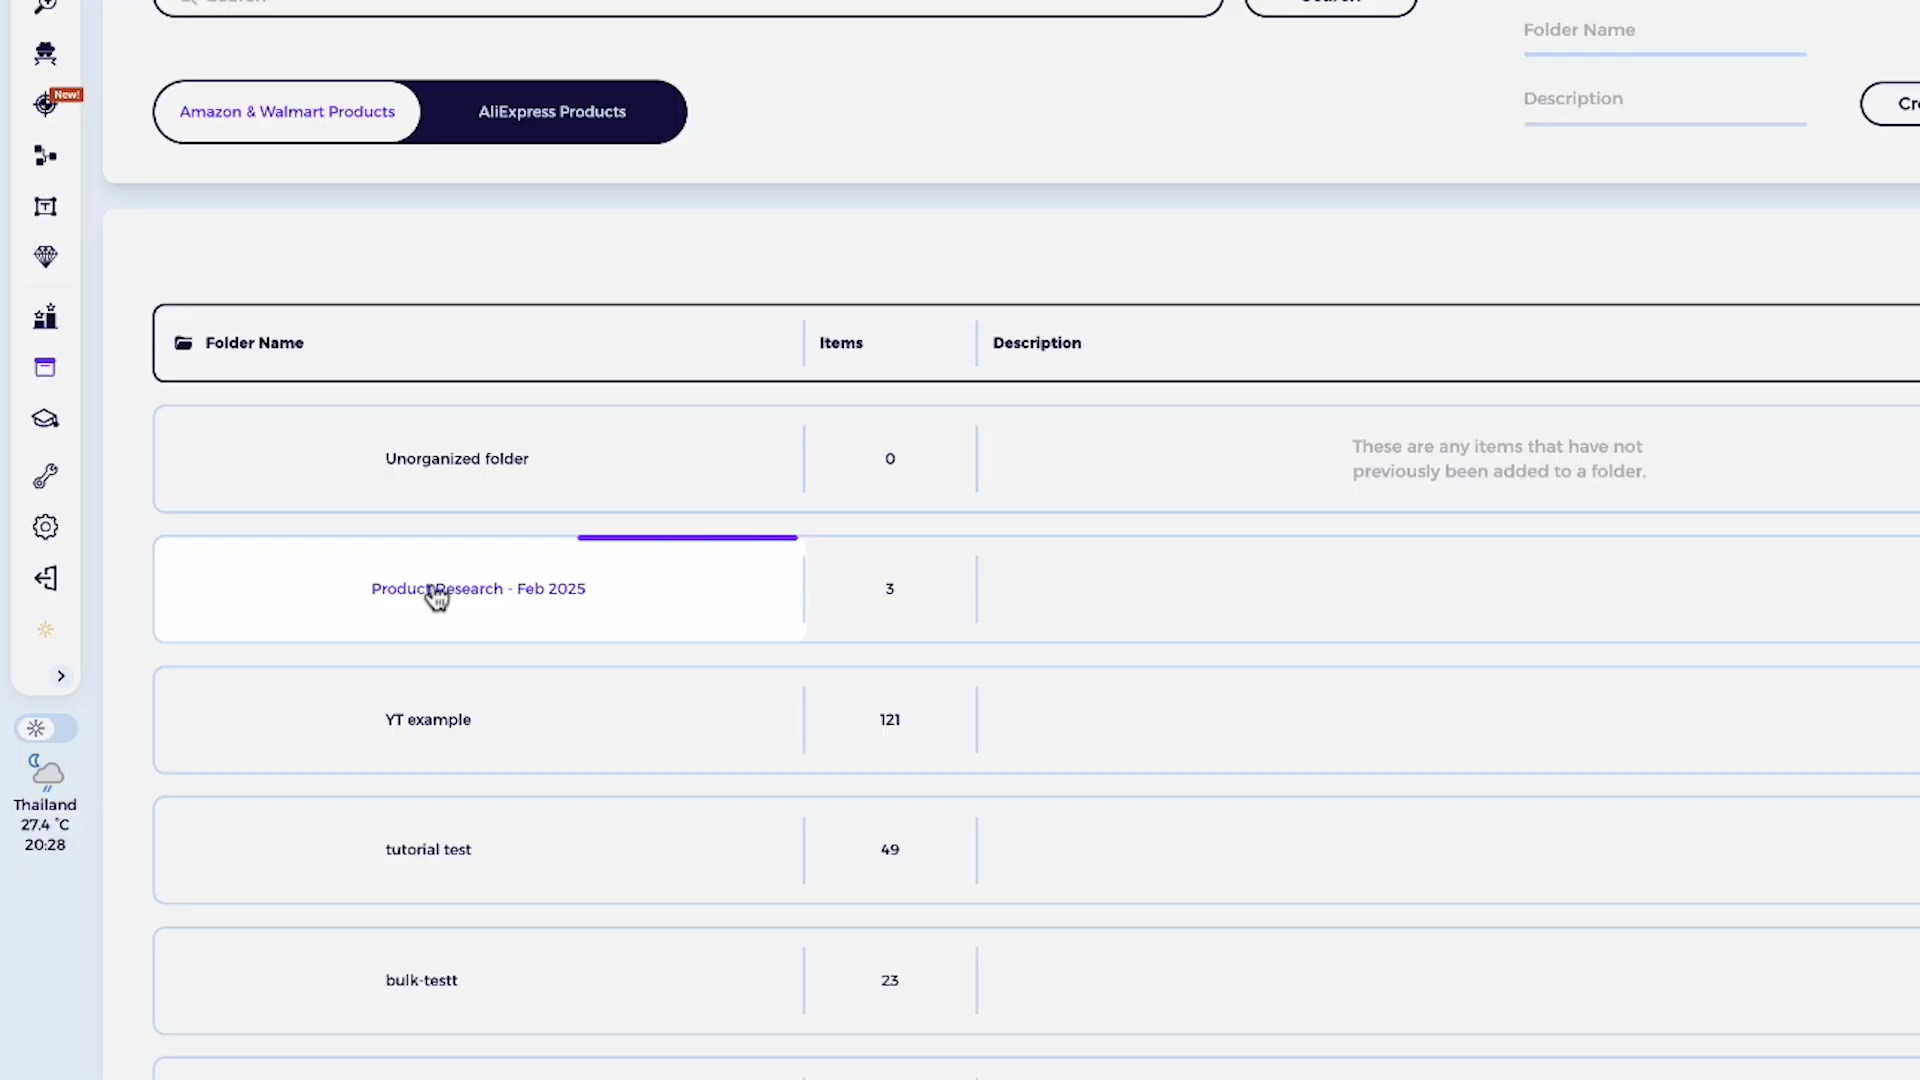 Search
Search
Folder Name
New!
Amazon & Walmart Products
AliExpress Products
Description
Folder Name
Items
Description
Unorganized folder
0
These are any items that have not
previously been added to a folder.
Product Research - Feb 2025
3
YT example
121
tutorial test
49
bulk-testt
23
Thailand
27.4 °C
20:28